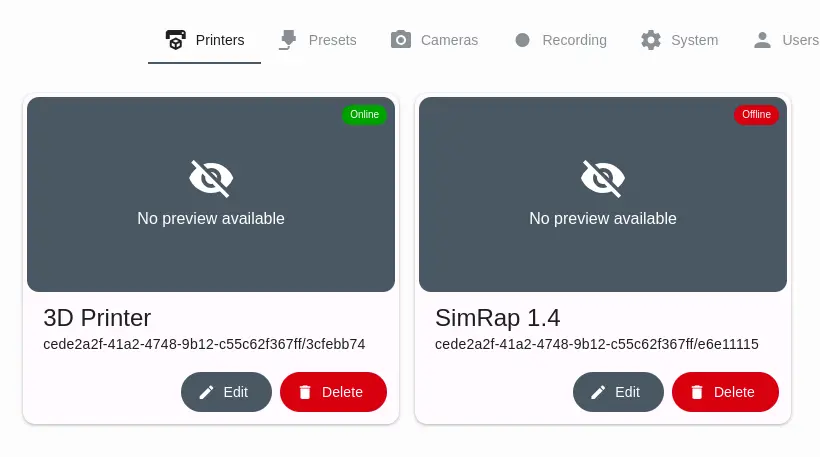 Printers Presets Cameras Recording System Users
Online
No preview available
3D Printer
cede2a2f-41a2-4748-9b12-c55c62f367ff/3cfebb74
Edit Delete
Offline
No preview available
SimRap 1.4
cede2a2f-41a2-4748-9b12-c55c62f367ff/e6e11115
Edit Delete